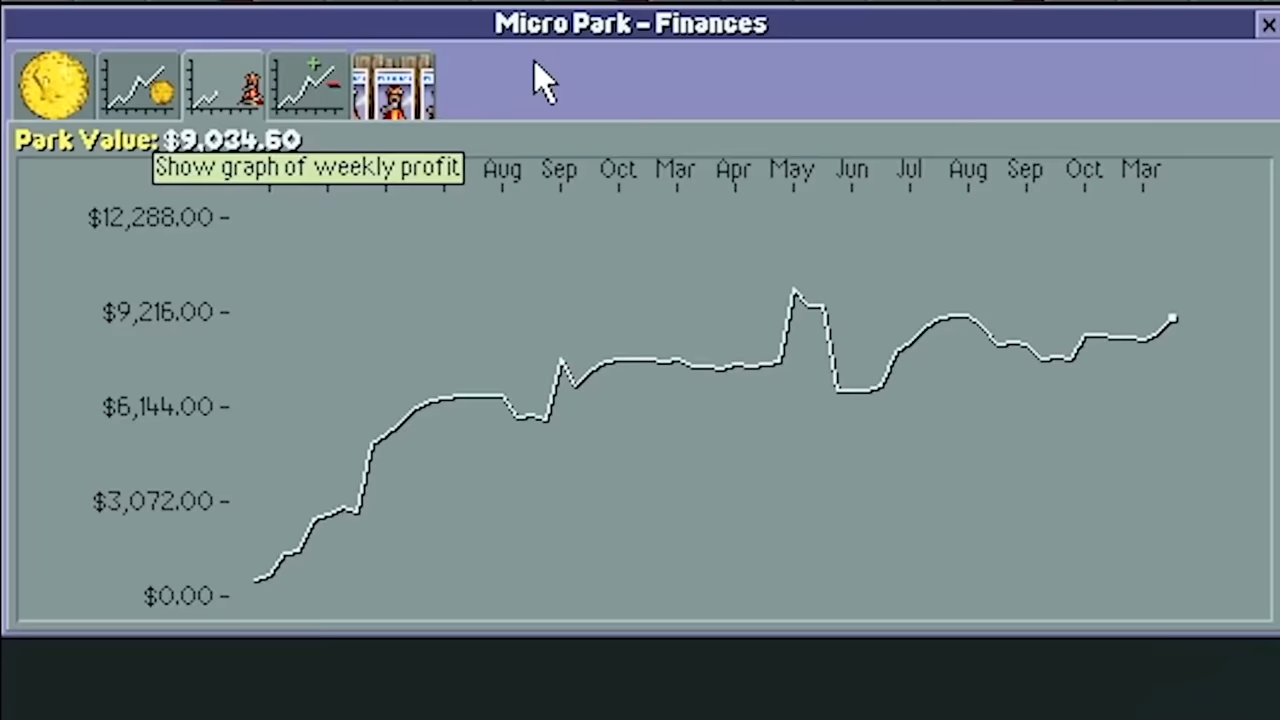 Micro Park - Finances
Park Value: $9,034.60
Show graph of weekly profit
Aug Sep Oct Mar Apr May Jun Jul Aug Sep Oct Mar
$12,288.00 -
$9,216.00 -
$6,144.00 -
$3,072.00 -
$0.00 -